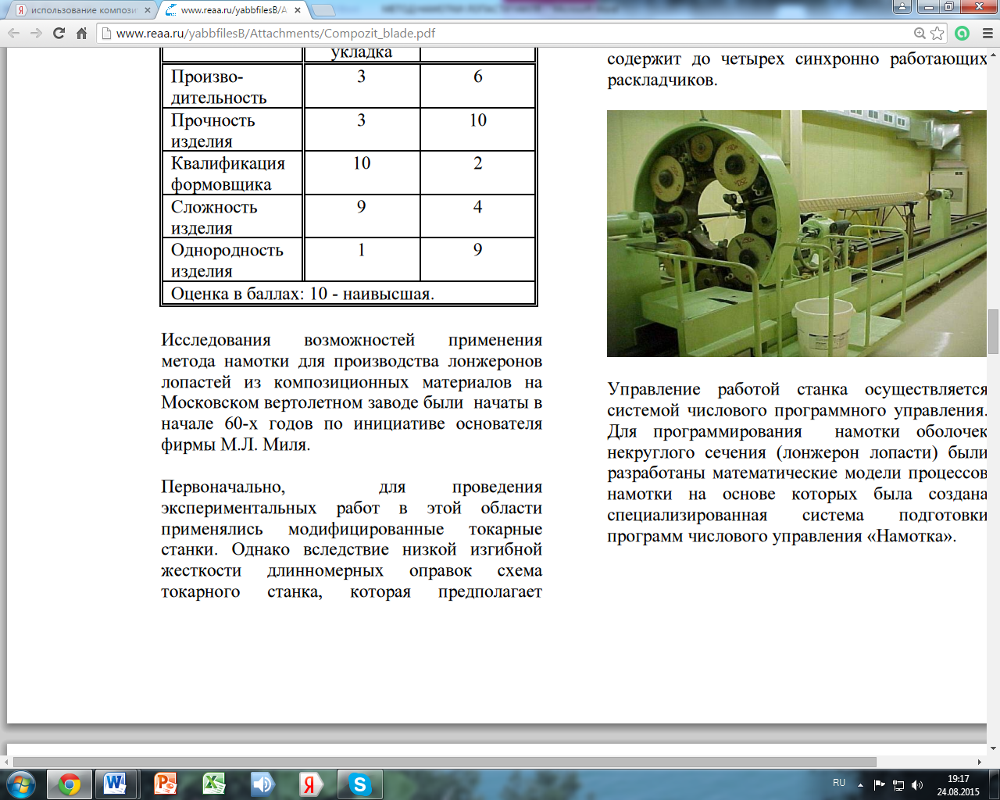 использование компози
www.reaa.ru/yabbfilesB/A
www.reaa.ru/yabbfilesB/Attachments/Compozit_blade.pdf
укладка
Произво-
дительность
3
6
Прочность
изделия
3
10
Квалификация
формовщика
10
2
Сложность
изделия
9
4
Однородность
изделия
1
9
Оценка в баллах: 10 - наивысшая.
Исследования возможностей применения
метода намотки для производства лонжеронов
лопастей из композиционных материалов на
Московском вертолетном заводе были начаты в
начале 60-х годов по инициативе основателя
фирмы М.Л. Миля.
Первоначально, для проведения
экспериментальных работ в этой области
применялись модифицированные токарные
станки. Однако вследствие низкой изгибной
жесткости длинномерных оправок схема
токарного станка, которая предполагает
содержит до четырех синхронно работающих
раскладчиков.
Управление работой станка осуществляется
системой числового программного управления.
Для программирования намотки оболочек
некруглого сечения (лонжерон лопасти) были
разработаны математические модели процессов
намотки на основе которых была создана
специализированная система подготовки
программ числового управления «Намотка».
RU
19:17
24.08.2015